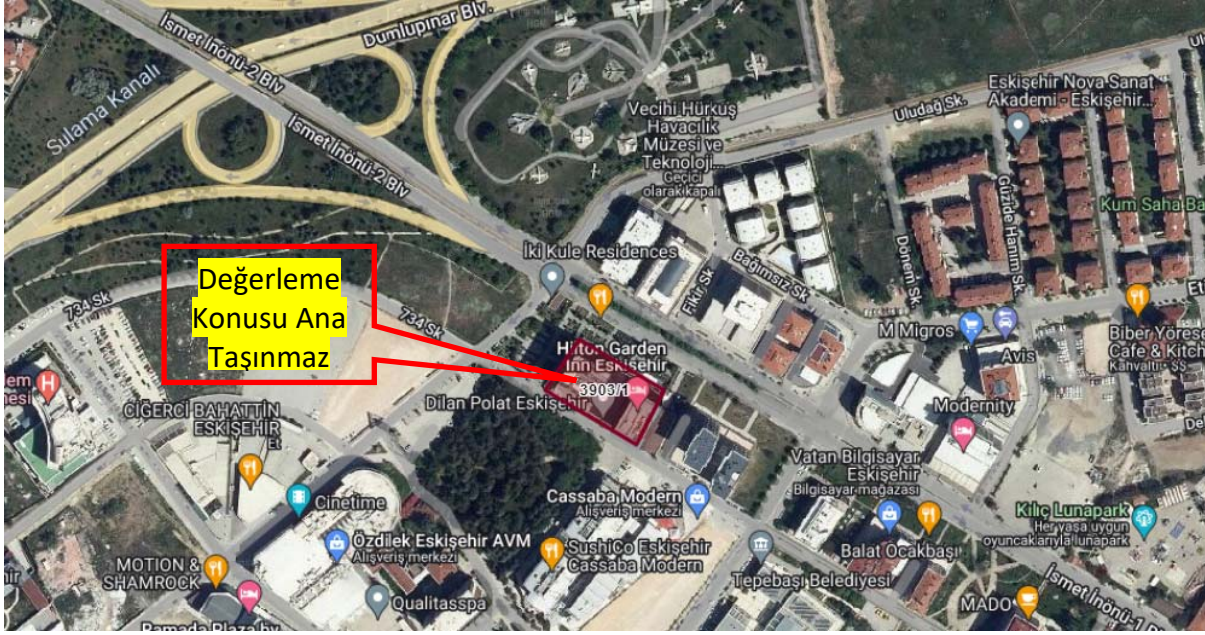 Dumlupınar Blv.
İsmet İnönü-2 Blv
Sulama Kanalı
İsmet İnönü-2 Blv
Vecihi Hürkuş
Havacılık
Müzesi ve
Teknoloji...
Geçici
olarak kapalı
Uludağ Sk.
Eskişehir Nova Sanat
Akademi - Eskişehir...
Kum Saha Ba
Güzide Hanım Sk.
Dönem Sk.
İki Kule Residences
Bağımsız Sk
Fikir Sk
Değerleme
Konusu Ana
Taşınmaz
734 Sk
734 Sk
Hilton Garden
Inn Eskişehir
3903/1
Dilan Polat Eskişehir
M Migros
Avis
Biber Yörese
Cafe & Kitch
Kahvaltı · $$
Modernity
CİĞERCİ BAHATTİN
ESKİŞEHİR
Et
Cinetime
Özdilek Eskişehir AVM
Alışveriş merkezi
Cassaba Modern
Alışveriş merkezi
SushiCo Eskişehir
Cassaba Modern
Vatan Bilgisayar
Eskişehir
Bilgisayar mağazası
Balat Ocakbaşı
Kılıç Lunapark
Her yaşa uygun
oyuncaklarıyla lunapark
Tepebaşı Belediyesi
MOTION &
SHAMROCK
Qualitasspa
Ramada Plaza by
MADO
İsmet İnönü-1 B